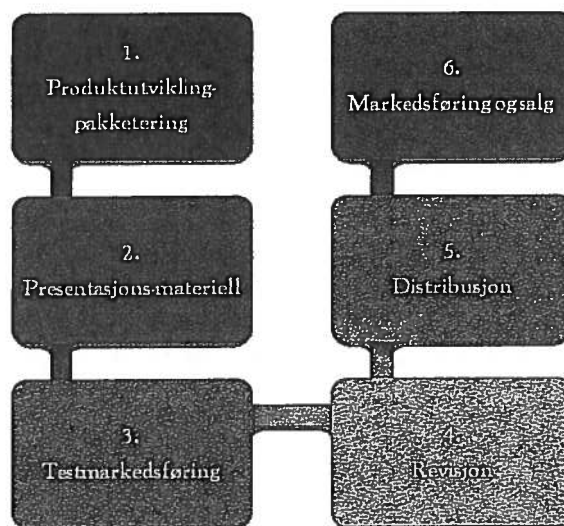 1.
Produktutvikling-
pakketering
2.
Presentasjons-materiell
3.
Testmarkedsføring
4.
Revisjon
5.
Distribusjon
6.
Markedsføring og salg